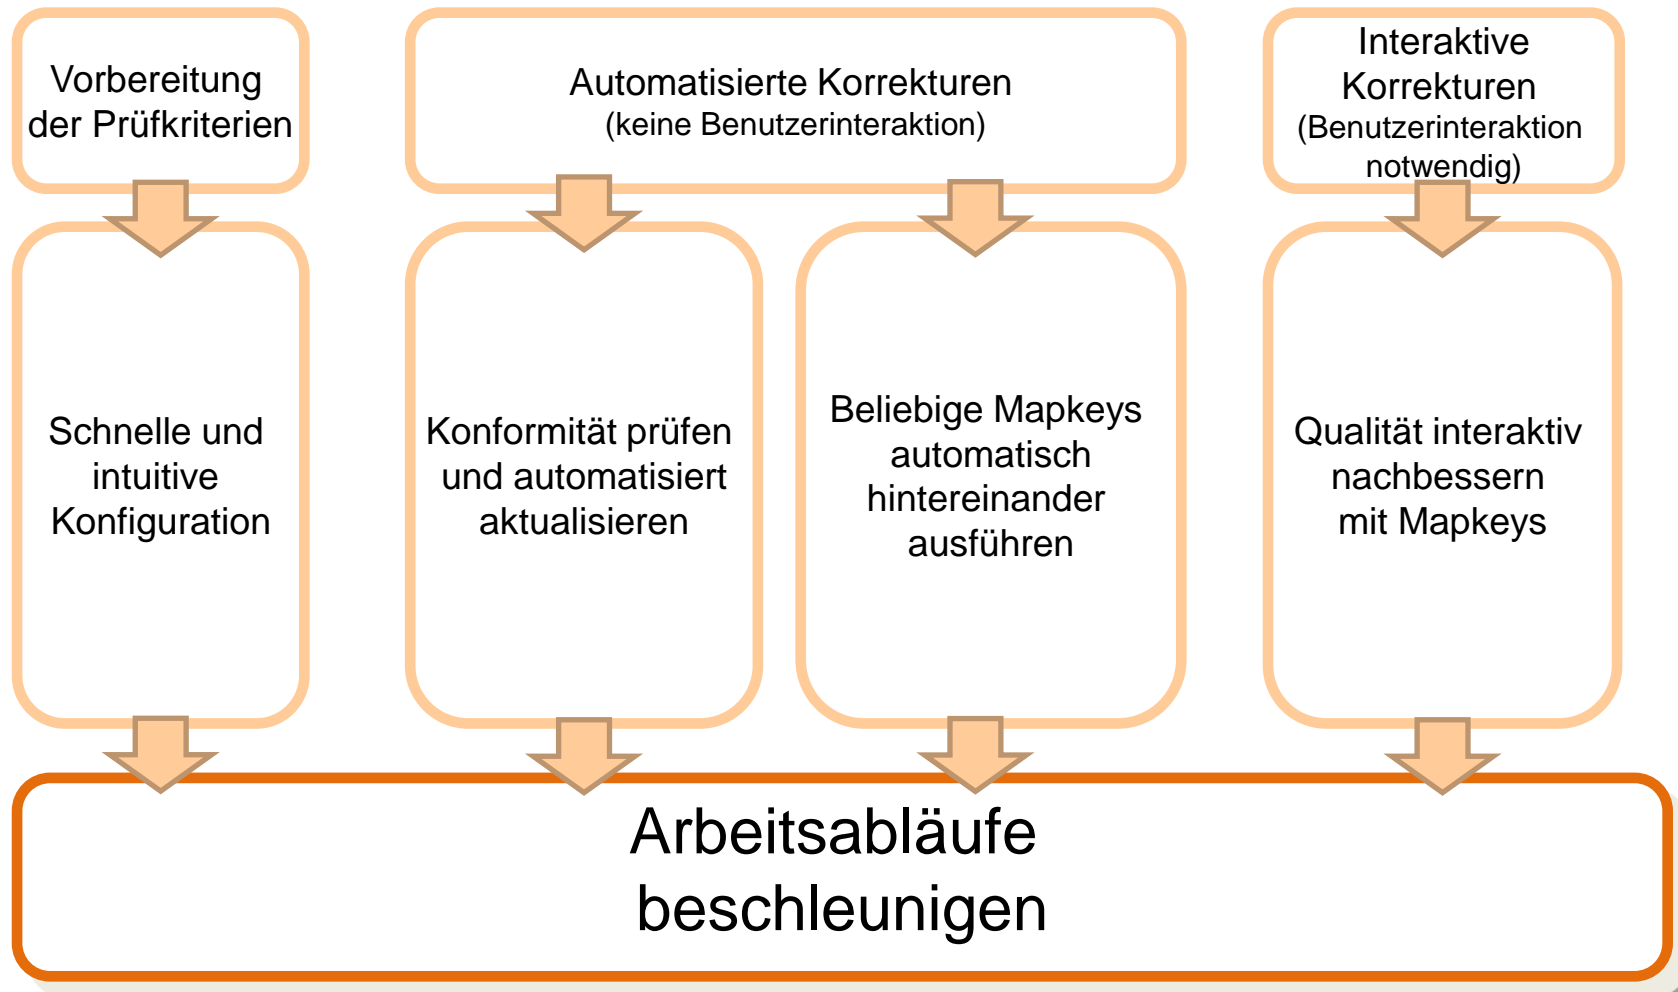 Vorbereitung
der Prüfkriterien
Automatisierte Korrekturen
(keine Benutzerinteraktion)
Interaktive
Korrekturen
(Benutzerinteraktion
notwendig)
Schnelle und
intuitive
Konfiguration
Konformität prüfen
und automatisiert
aktualisieren
Beliebige Mapkeys
automatisch
hintereinander
ausführen
Qualität interaktiv
nachbessern
mit Mapkeys
Arbeitsabläufe
beschleunigen